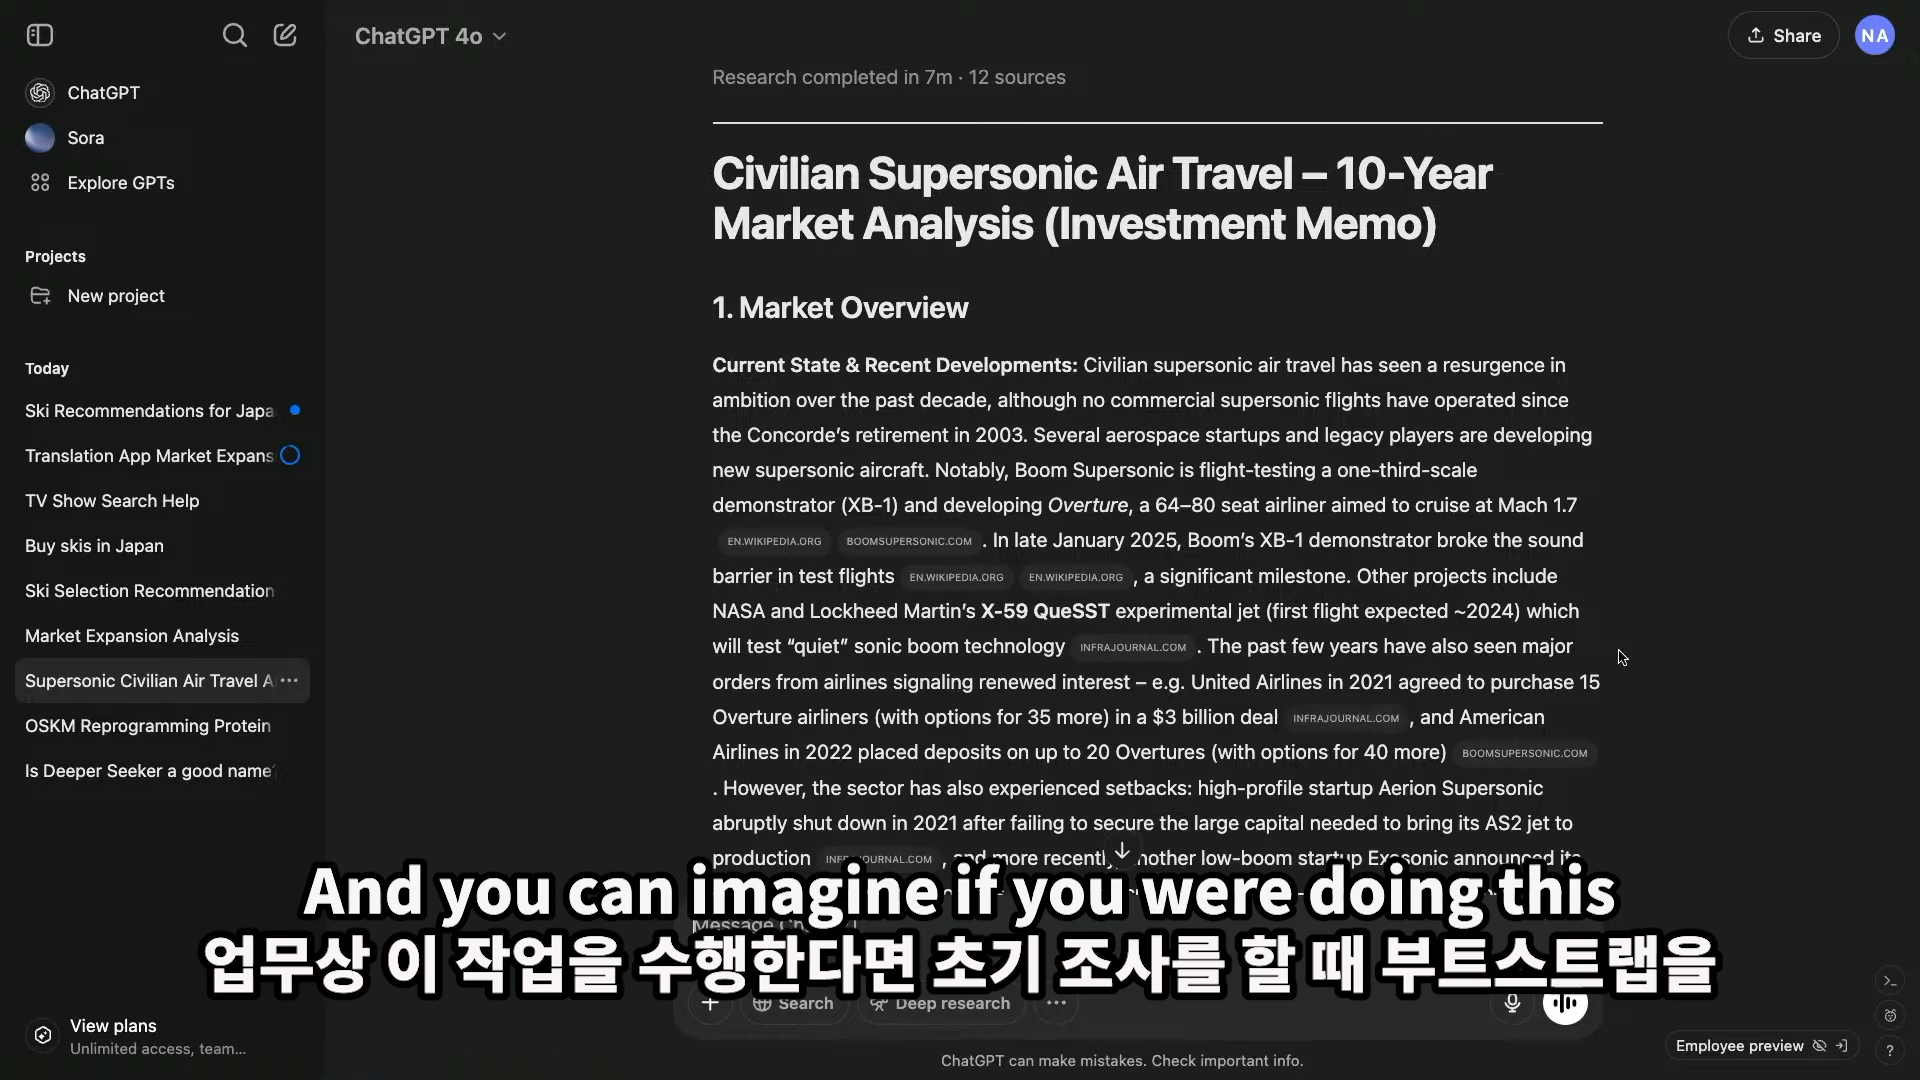 ChatGPT 4o
Share
NA
ChatGPT
Sora
Explore GPTs
Projects
New project
Today
Ski Recommendations for Japa
Translation App Market Expans
TV Show Search Help
Buy skis in Japan
Ski Selection Recommendation
Market Expansion Analysis
Supersonic Civilian Air Travel A
OSKM Reprogramming Protein
Is Deeper Seeker a good name
View plans
Unlimited access, team...
Research completed in 7m · 12 sources
Civilian Supersonic Air Travel – 10-Year
Market Analysis (Investment Memo)
1. Market Overview
Current State & Recent Developments: Civilian supersonic air travel has seen a resurgence in
ambition over the past decade, although no commercial supersonic flights have operated since
the Concorde’s retirement in 2003. Several aerospace startups and legacy players are developing
new supersonic aircraft. Notably, Boom Supersonic is flight-testing a one-third-scale
demonstrator (XB-1) and developing Overture, a 64–80 seat airliner aimed to cruise at Mach 1.7
EN.WIKIPEDIA.ORG BOOMSUPERSONIC.COM . In late January 2025, Boom’s XB-1 demonstrator broke the sound
barrier in test flights EN.WIKIPEDIA.ORG EN.WIKIPEDIA.ORG , a significant milestone. Other projects include
NASA and Lockheed Martin’s X-59 QueSST experimental jet (first flight expected ~2024) which
will test “quiet” sonic boom technology INFRAJOURNAL.COM . The past few years have also seen major
orders from airlines signaling renewed interest – e.g. United Airlines in 2021 agreed to purchase 15
Overture airliners (with options for 35 more) in a $3 billion deal INFRAJOURNAL.COM , and American
Airlines in 2022 placed deposits on up to 20 Overtures (with options for 40 more) BOOMSUPERSONIC.COM
. However, the sector has also experienced setbacks: high-profile startup Aerion Supersonic
abruptly shut down in 2021 after failing to secure the large capital needed to bring its AS2 jet to
production INFRAJOURNAL.COM , and more recently, another low-boom startup Exosonic announced its
And you can imagine if you were doing this
Message
업무상 이 작업을 수행한다면 초기 조사를 할 때 부트스트랩을
Search
Deep research
Employee preview
?
ChatGPT can make mistakes. Check important info.